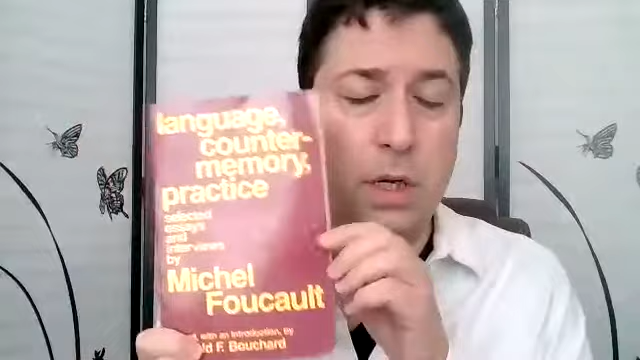 language,
counter-
memory,
practice
selected
essays
and
interviews
by
Michel
Foucault
with an introduction, by
F. Bouchard